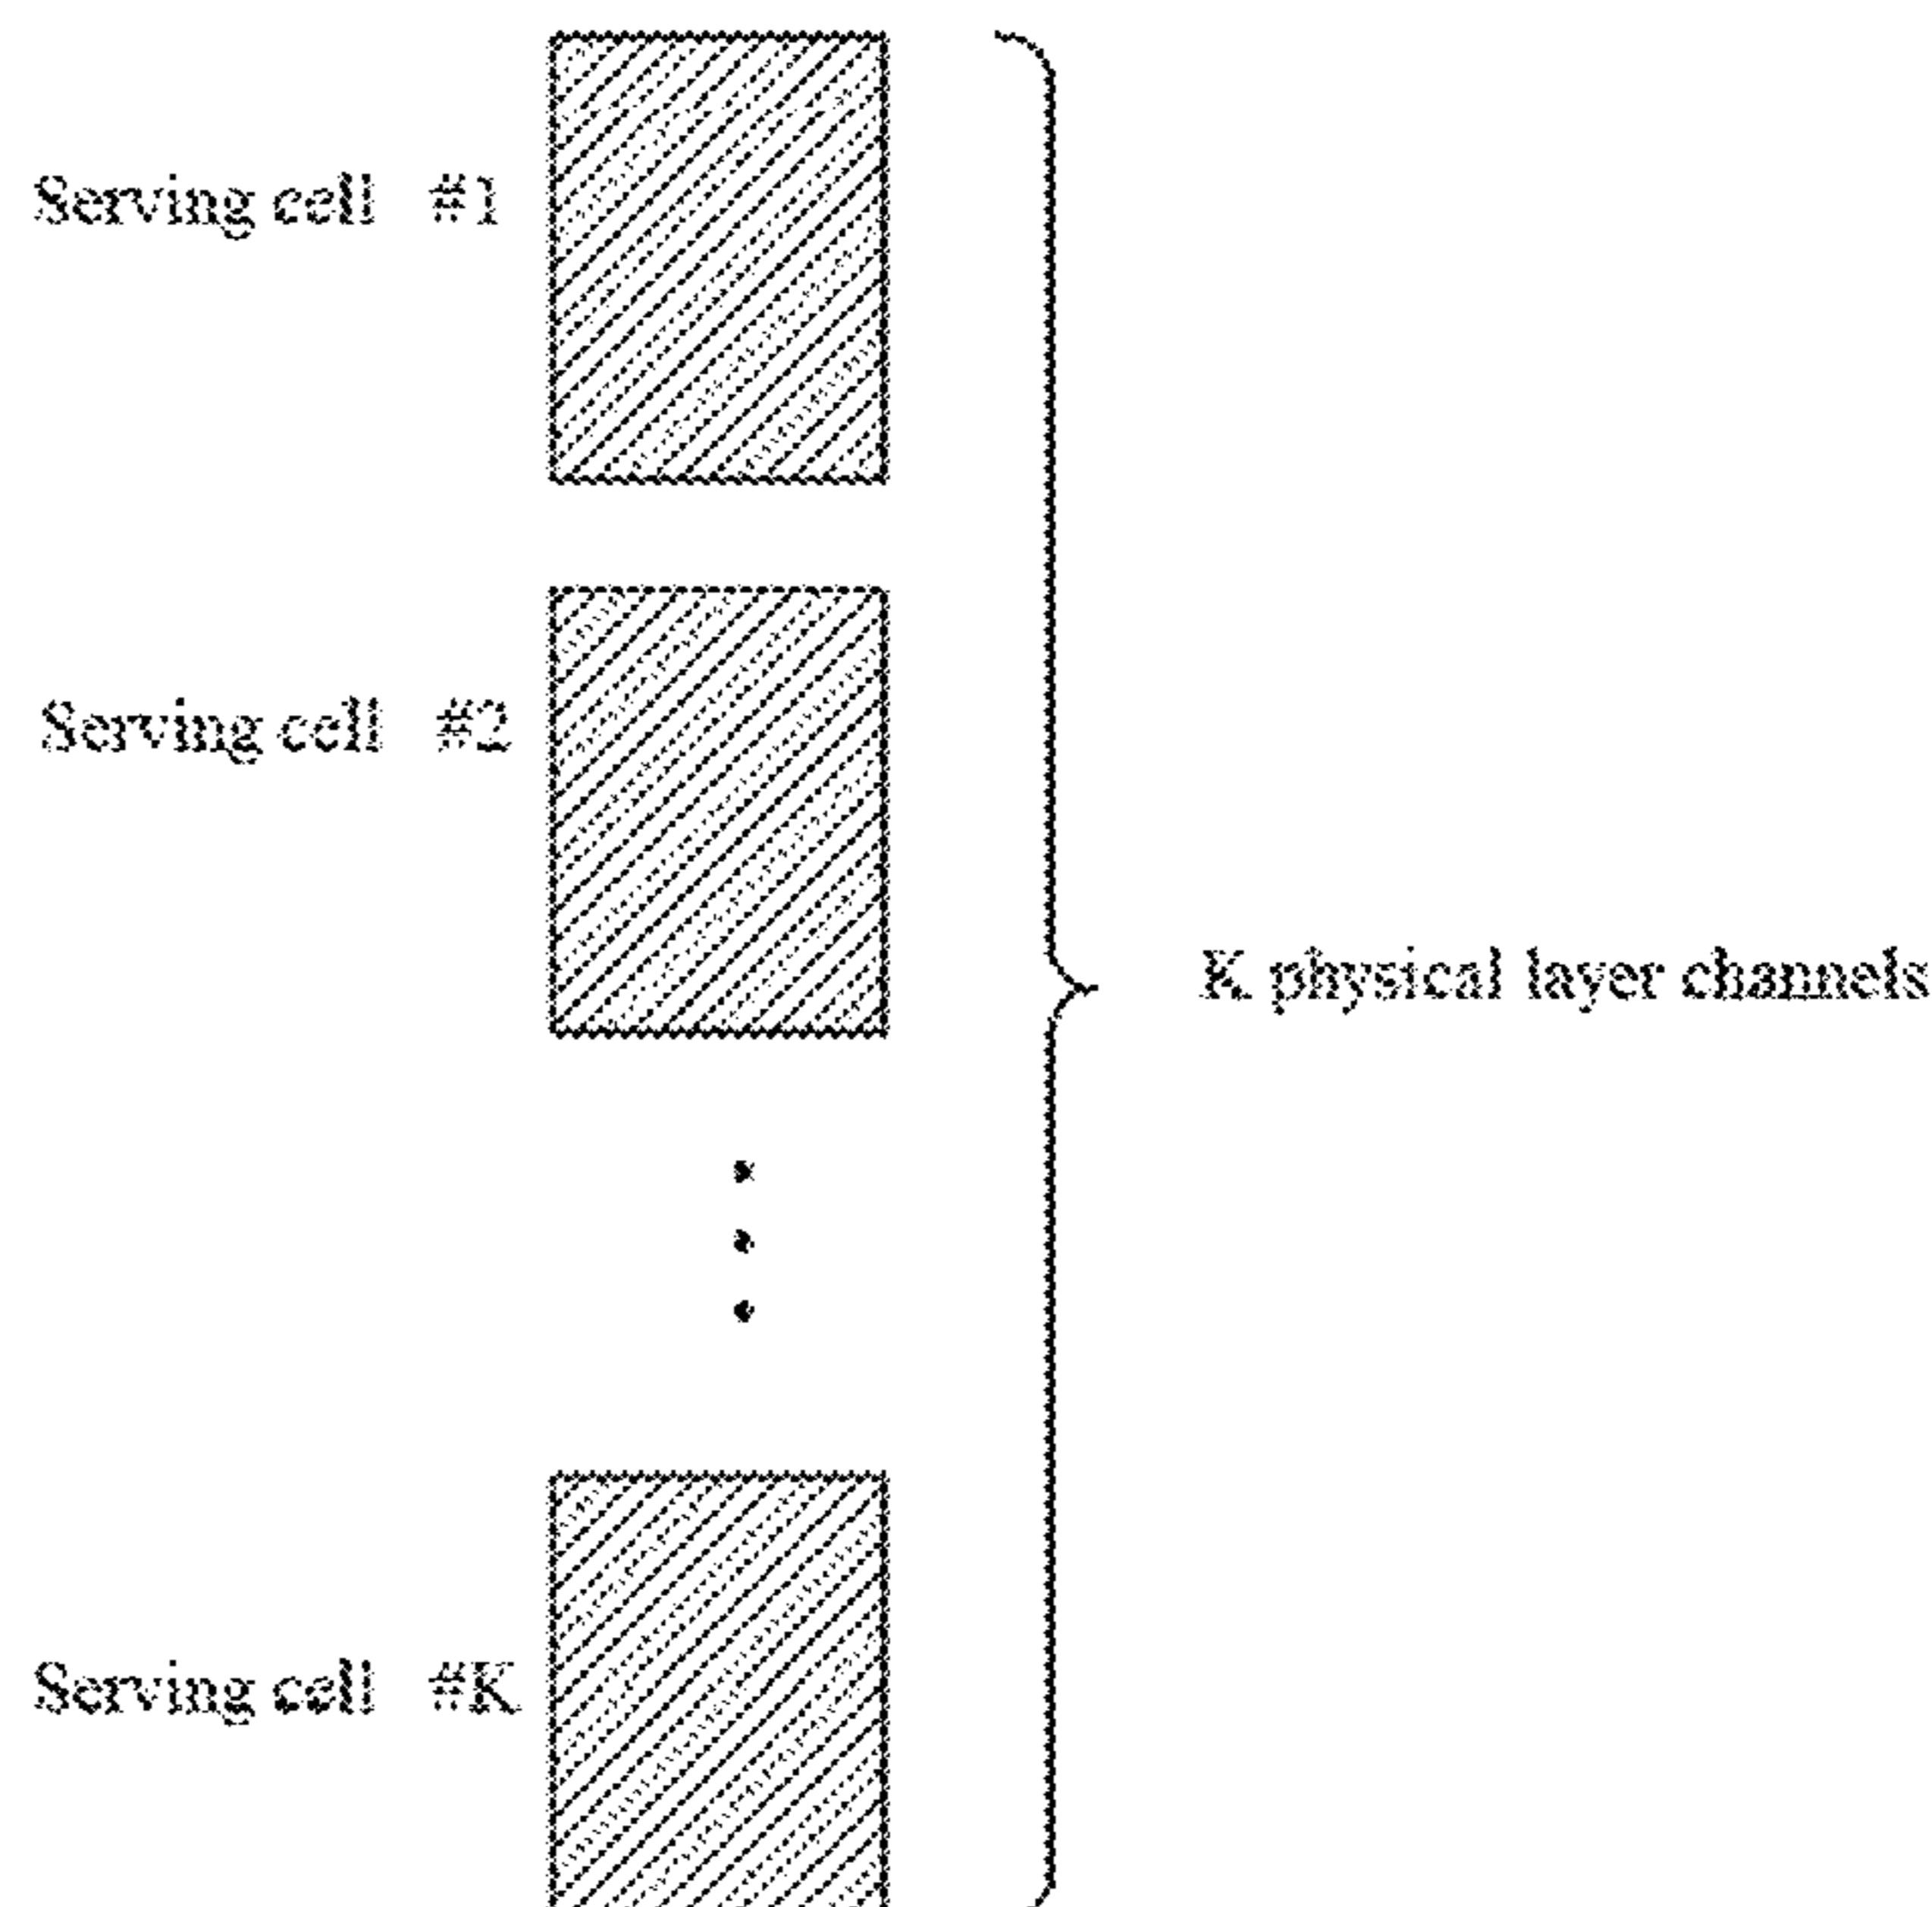 Serving cell #1
Serving cell #2
K physical layer channels
Serving cell #K